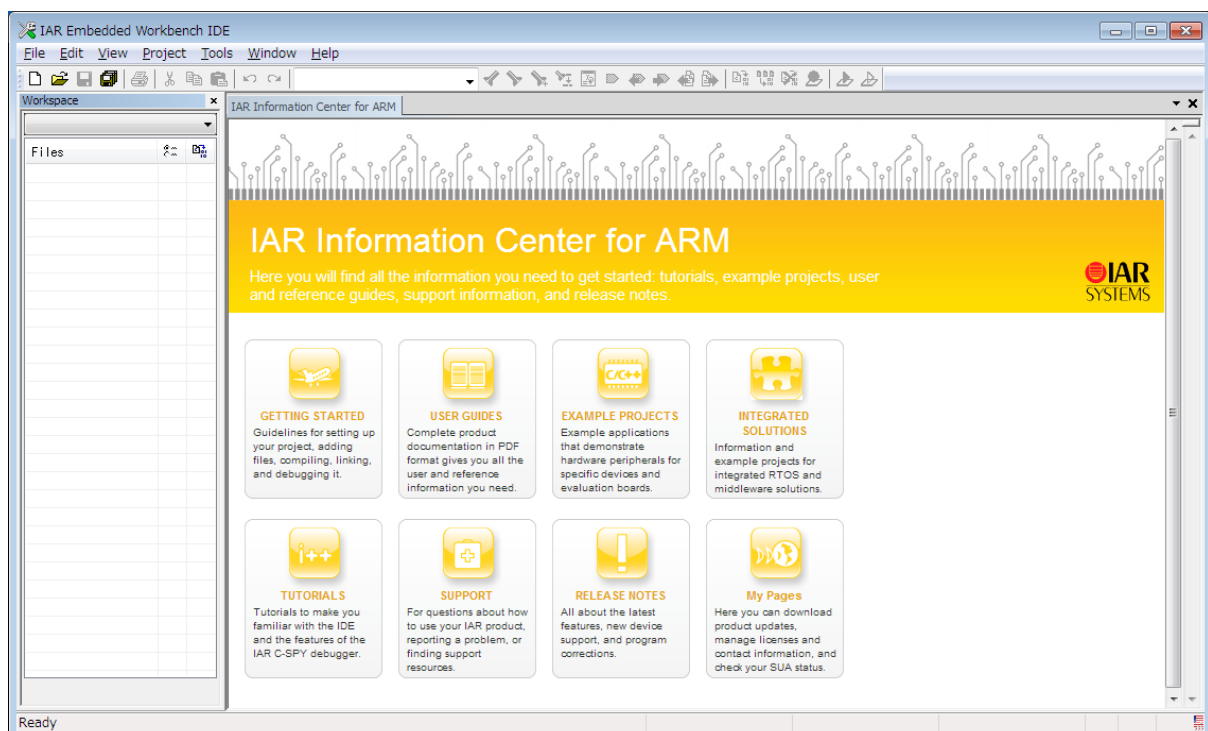 IAR Embedded Workbench IDE
File Edit View Project Tools Window Help
Workspace
Files
IAR Information Center for ARM
IAR Information Center for ARM
Here you will find all the information you need to get started: tutorials, example projects, user
and reference guides, support information, and release notes.
IAR
SYSTEMS
GETTING STARTED
Guidelines for setting up
your project, adding
files, compiling, linking,
and debugging it.
USER GUIDES
Complete product
documentation in PDF
format gives you all the
user and reference
information you need.
C/C++
EXAMPLE PROJECTS
Example applications
that demonstrate
hardware peripherals for
specific devices and
evaluation boards.
INTEGRATED
SOLUTIONS
Information and
example projects for
integrated RTOS and
middleware solutions.
i++
TUTORIALS
Tutorials to make you
familiar with the IDE
and the features of the
IAR C-SPY debugger.
SUPPORT
For questions about how
to use your IAR product,
reporting a problem, or
finding support
resources.
RELEASE NOTES
All about the latest
features, new device
support, and program
corrections.
My Pages
Here you can download
product updates,
manage licenses and
contact information, and
check your SUA status.
Ready